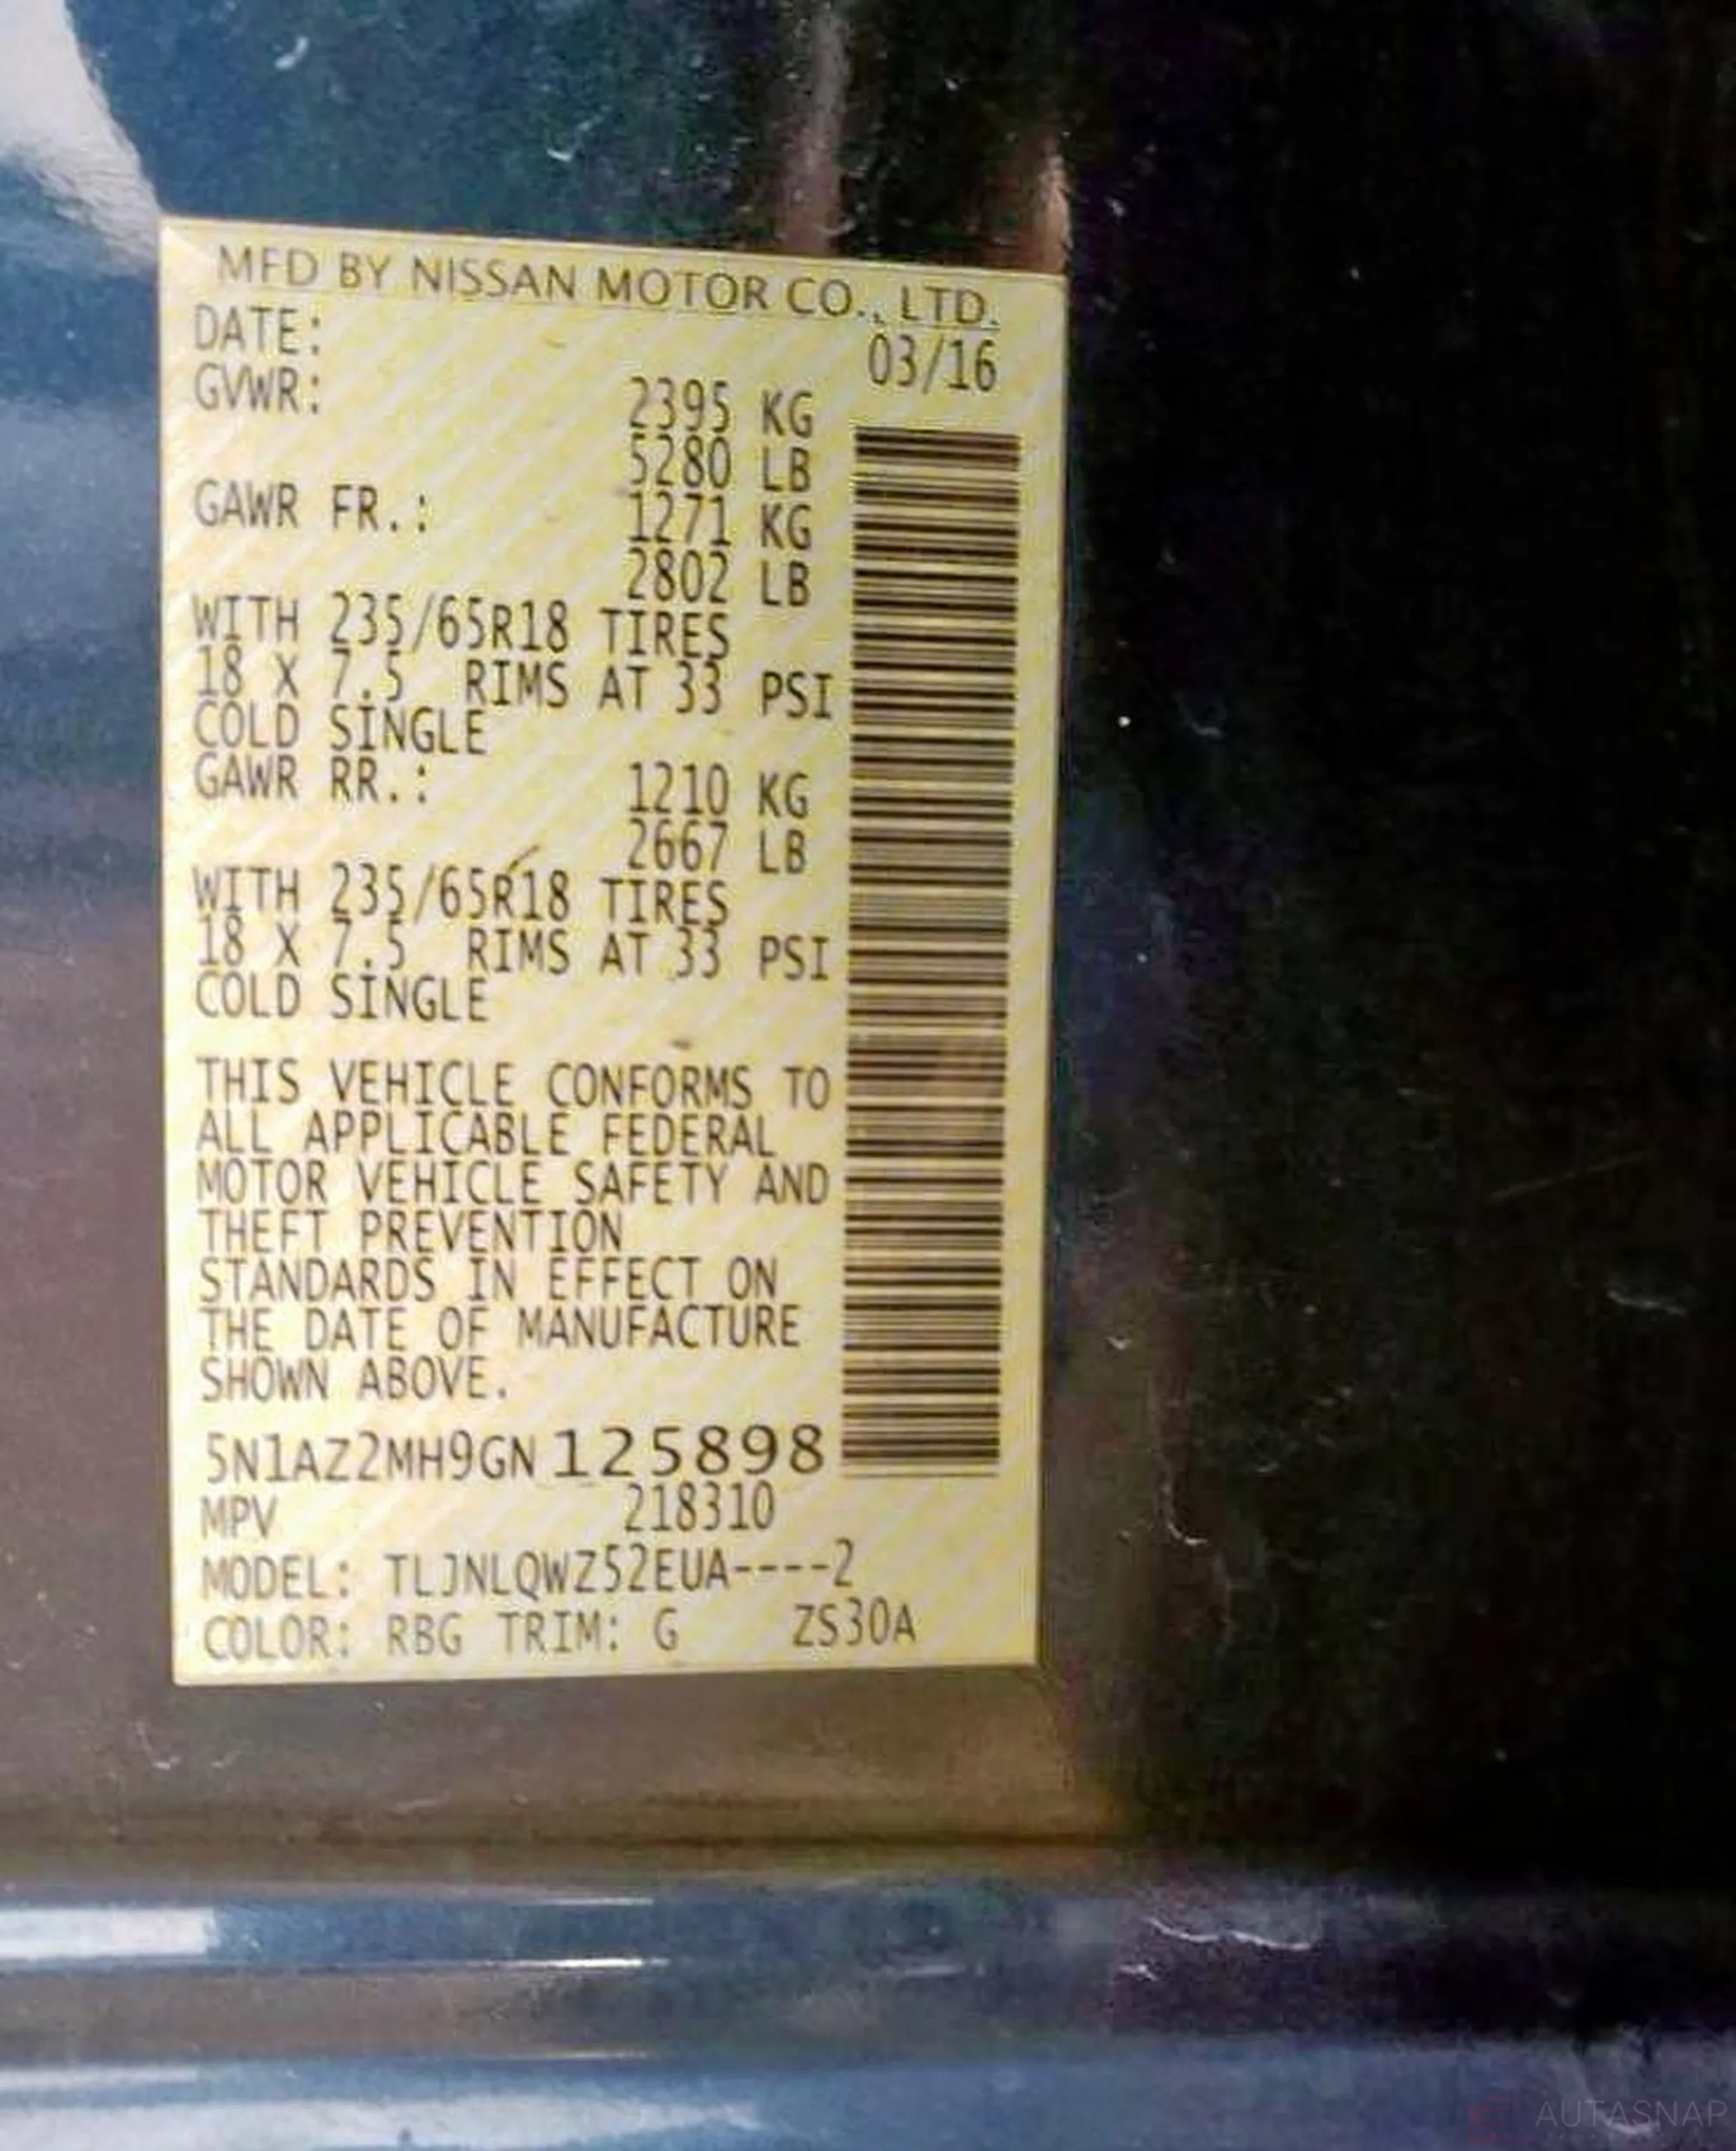 MFD BY NISSAN MOTOR CO., LTD.
DATE: 03/16
GVWR: 2395 KG
5280 LB
GAWR FR.: 1271 KG
2802 LB
WITH 235/65R18 TIRES
18 X 7.5 RIMS AT 33 PSI
COLD SINGLE
GAWR RR.: 1210 KG
2667 LB
WITH 235/65R18 TIRES
18 X 7.5 RIMS AT 33 PSI
COLD SINGLE
THIS VEHICLE CONFORMS TO
ALL APPLICABLE FEDERAL
MOTOR VEHICLE SAFETY AND
THEFT PREVENTION
STANDARDS IN EFFECT ON
THE DATE OF MANUFACTURE
SHOWN ABOVE.
5N1AZ2MH9GN125898
MPV 218310
MODEL: TLJNLQWZ52EUA----2
COLOR: RBG TRIM: G ZS30A
AUTASNAP